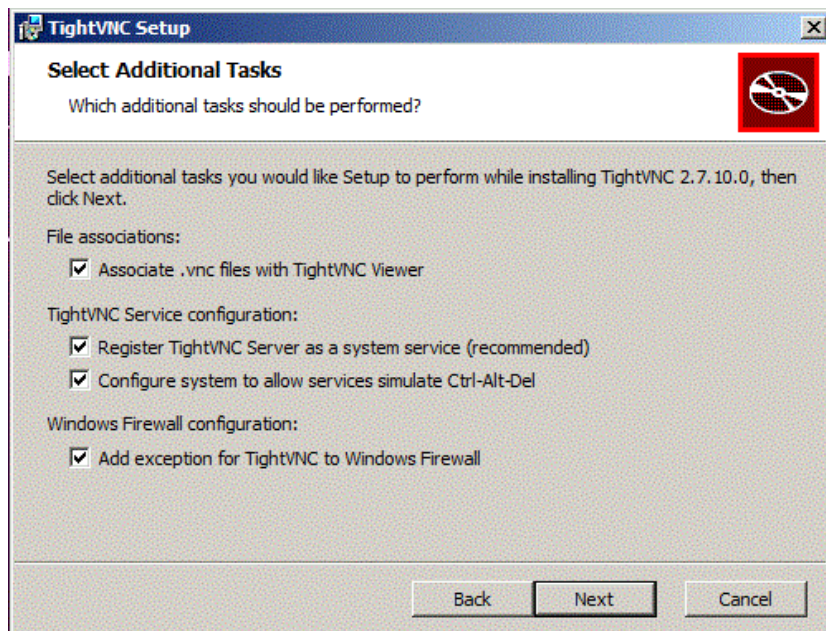 TightVNC Setup
Select Additional Tasks
Which additional tasks should be performed?
Select additional tasks you would like Setup to perform while installing TightVNC 2.7.10.0, then
click Next.
File associations:
Associate .vnc files with TightVNC Viewer
TightVNC Service configuration:
Register TightVNC Server as a system service (recommended)
Configure system to allow services simulate Ctrl-Alt-Del
Windows Firewall configuration:
Add exception for TightVNC to Windows Firewall
Back Next Cancel